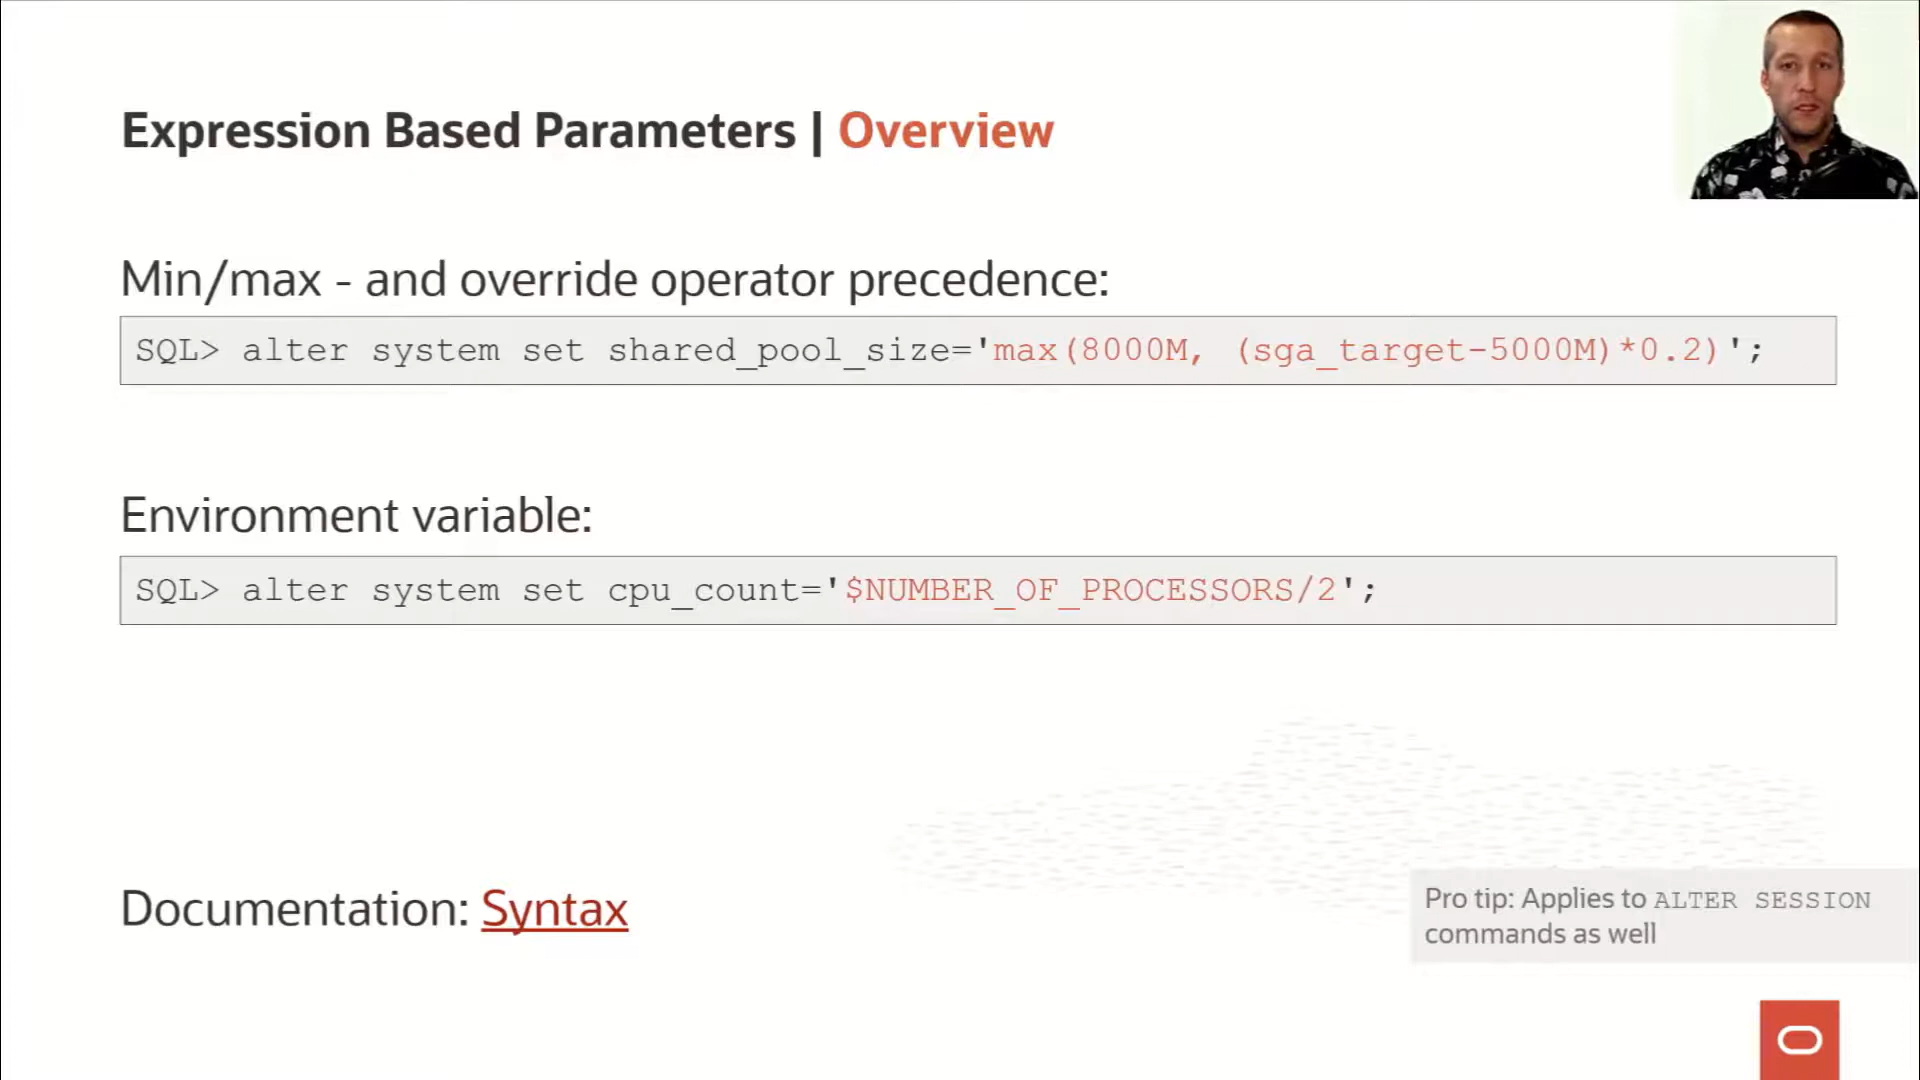 Expression Based Parameters | Overview
Min/max - and override operator precedence:
SQL> alter system set shared_pool_size='max(8000M, (sga_target-5000M)*0.2)';
Environment variable:
SQL> alter system set cpu_count='$NUMBER_OF_PROCESSORS/2';
Documentation: Syntax
Pro tip: Applies to ALTER SESSION
commands as well